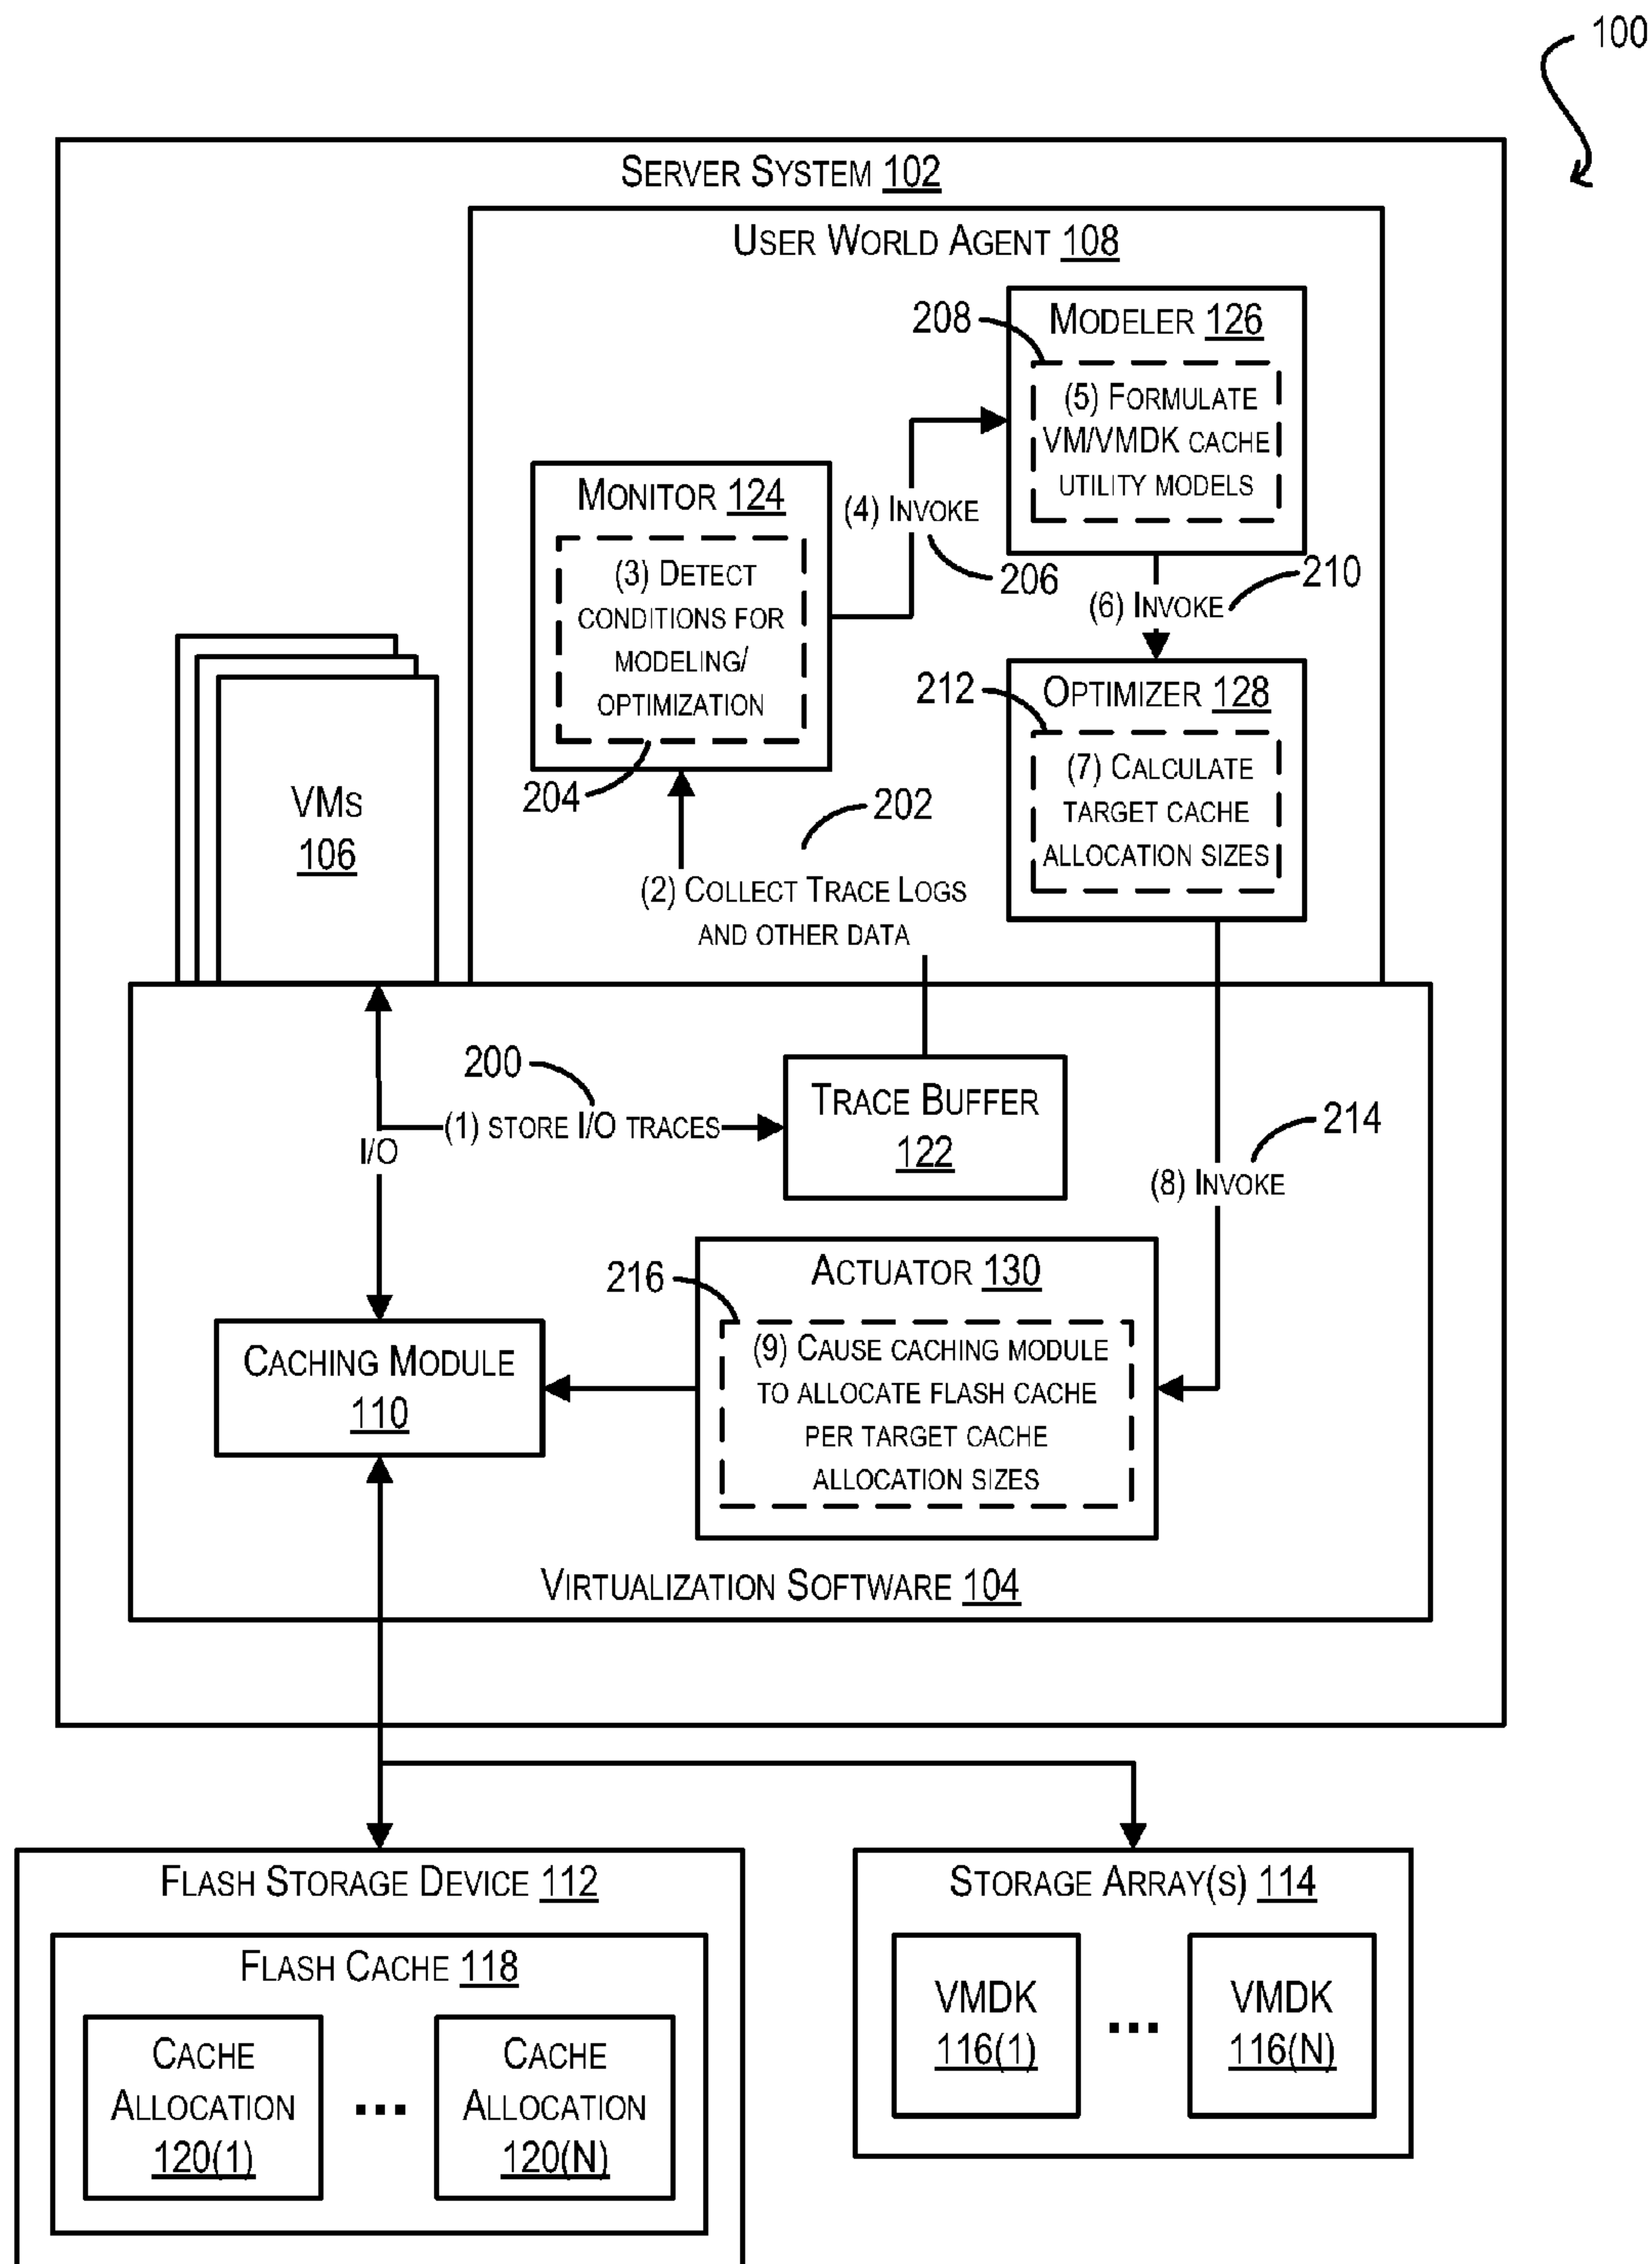 100
SERVER SYSTEM 102
USER WORLD AGENT 108
208
MODELER 126
(5) FORMULATE
VM/VMDK CACHE
UTILITY MODELS
MONITOR 124
(3) DETECT
CONDITIONS FOR
MODELING/
OPTIMIZATION
204
(4) INVOKE
206
210
(6) INVOKE
212
OPTIMIZER 128
(7) CALCULATE
TARGET CACHE
ALLOCATION SIZES
VMS
106
202
(2) COLLECT TRACE LOGS
AND OTHER DATA
200
(1) STORE I/O TRACES
I/O
TRACE BUFFER
122
214
(8) INVOKE
216
ACTUATOR 130
(9) CAUSE CACHING MODULE
TO ALLOCATE FLASH CACHE
PER TARGET CACHE
ALLOCATION SIZES
CACHING MODULE
110
VIRTUALIZATION SOFTWARE 104
FLASH STORAGE DEVICE 112
FLASH CACHE 118
CACHE
ALLOCATION
120(1)
...
CACHE
ALLOCATION
120(N)
STORAGE ARRAY(S) 114
VMDK
116(1)
...
VMDK
116(N)